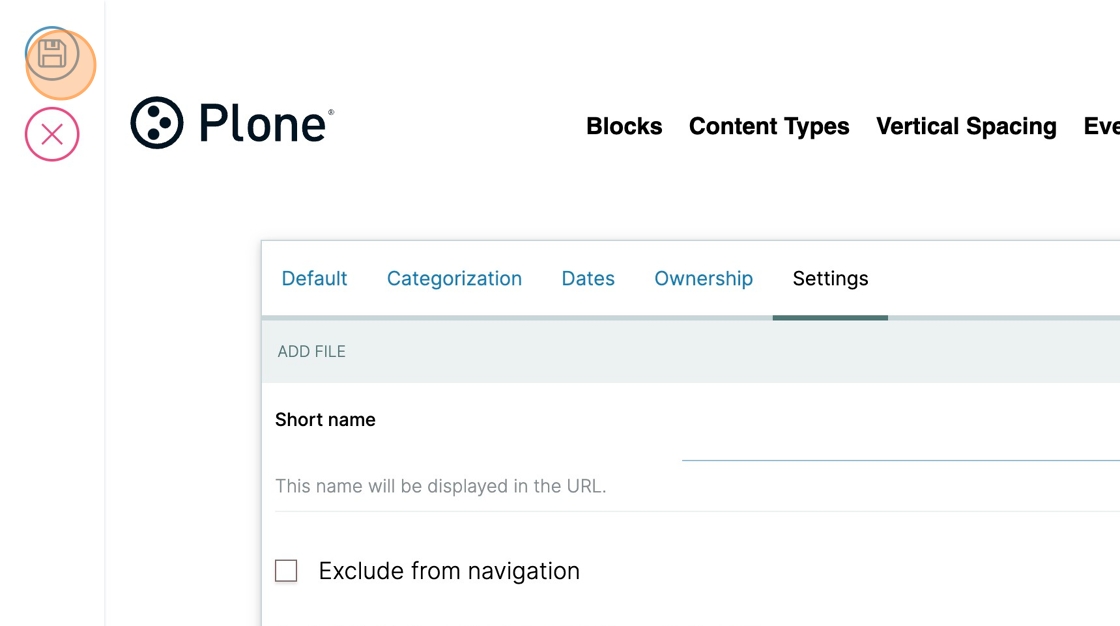 Plone®
Blocks Content Types Vertical Spacing Eve
Default Categorization Dates Ownership Settings
ADD FILE
Short name
This name will be displayed in the URL.
Exclude from navigation